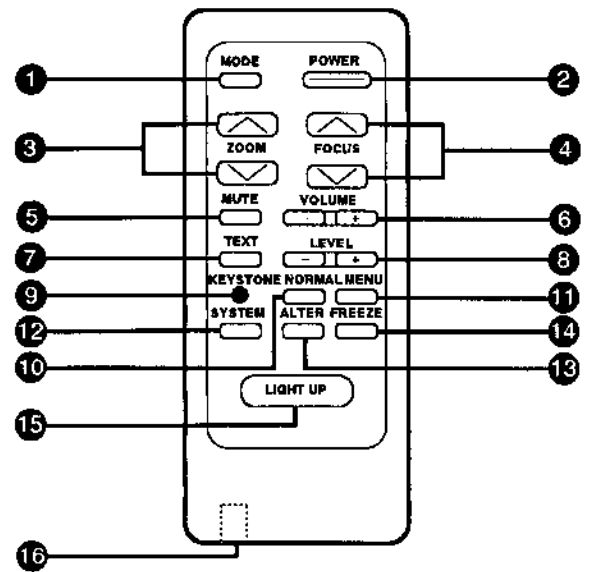 MODE POWER
1 2
3 ZOOM FOCUS 4
MUTE VOLUME
5 - + 6
TEXT LEVEL
7 - + 8
KEYSTONE NORMAL MENU
9 11
SYSTEM ALTER FREEZE
12 14
10 13
LIGHT UP
15
16